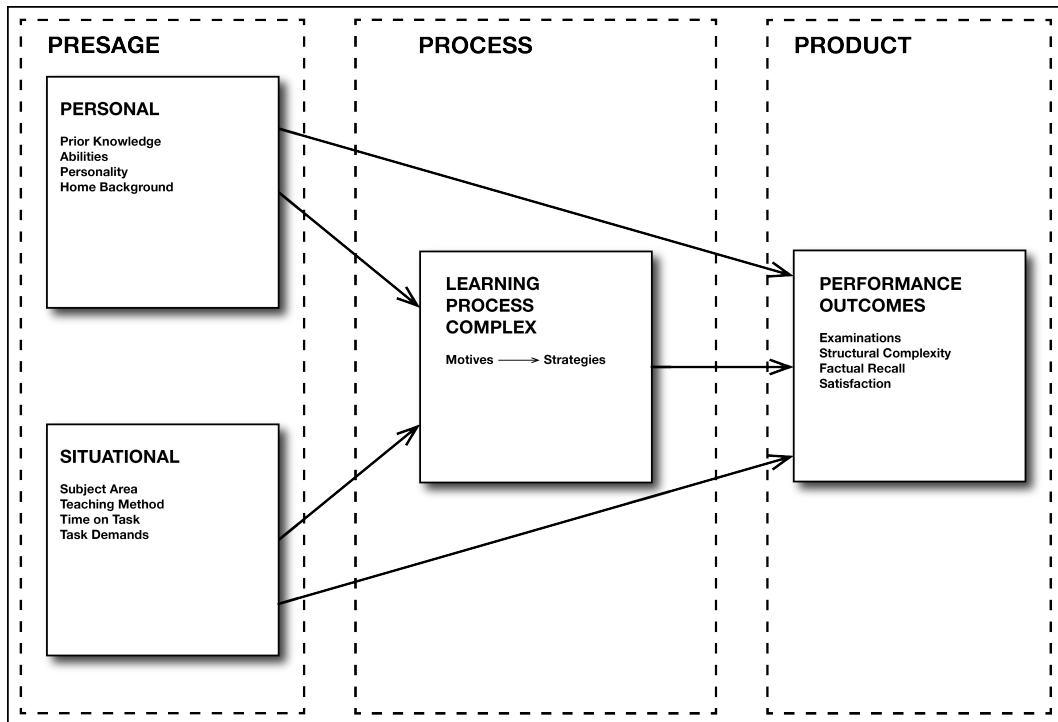 PRESAGE
PERSONAL
Prior Knowledge
Abilities
Personality
Home Background
SITUATIONAL
Subject Area
Teaching Method
Time on Task
Task Demands
PROCESS
LEARNING
PROCESS
COMPLEX
Motives Strategies
PRODUCT
PERFORMANCE
OUTCOMES
Examinations
Structural Complexity
Factual Recall
Satisfaction